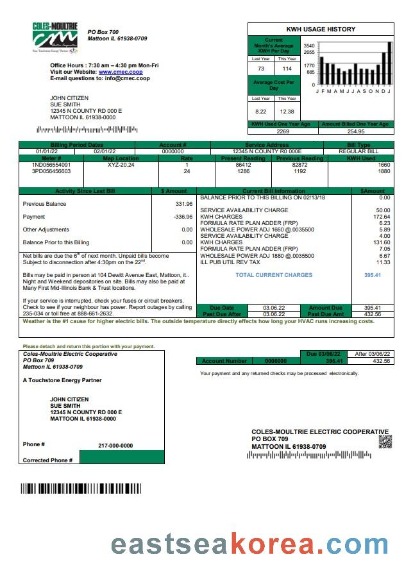 COLES-MOULTRIE
cmec
PO Box 709
Mattoon IL 61938-0709
Office Hours : 7:30 am – 4:30 pm Mon-Fri
Visit our Website: www.cmec.coop
E-mail questions to: info@cmec.coop
JOHN CITIZEN
SUE SMITH
12345 N COUNTY RD 000 E
MATTOON IL 61938-0000
KWH USAGE HISTORY
Current
Month's Average
KWH Per Day
Last Year This Year
73 114
Average Cost Per
Day
Last Year This Year
8.22 12.38
3540
2655
1770
885
0
J F M A M J J A S O N D J
KWH Used One Year Ago Amount Billed One Year Ago
2269 254.95
Billing Period Dates Account # Service Address Bill Type
01/01/22 02/01/22 0000000 12345 N COUNTY RD 000E REGULAR BILL
Meter # Map Location Rate Present Reading Previous Reading KWH Used
XYZ-20.24 1
24
Activity Since Last Bill $ Amount Current Bill Information $Amount
BALANCE PRIOR TO THIS BILLING ON 02/13/18 0.00
Previous Balance 331.96
Payment
Other Adjustments 0.00
Balance Prior to this Billing 0.00
SERVICE AVAILABILITY CHARGE 50.00
KWH CHARGES 172.64
FORMULA RATE PLAN ADDER (FRP) 6.23
WHOLESALE POWER ADJ 1660 @.0035500 5.89
SERVICE AVAILABILITY CHARGE 4.00
KWH CHARGES 131.60
FORMULA RATE PLAN ADDER (FRP) 7.05
WHOLESALE POWER ADJ 1880 @.0035500 6.67
ILL PUB UTIL REV TAX 11.33
TOTAL CURRENT CHARGES 395.41
Net bills are due the 6th of next month. Unpaid bills become
Subject to disconnection after 4:30pm on the 22nd.
Bills may be paid in person at 104 Dewitt Avenue East, Mattoon, il..
Night and Weekend depositories on site. Bills may also be paid at
Many First Mid-Illinois Bank & Trust locations.
If your service is interrupted, check your fuses or circuit breakers.
Check to see if your neighbour has power. Report outages by calling
235-034 or tell free at 888-661-2632
Due Date 03.06.22 Amount Due 395.41
Past Due After 03.06.22 Past Due Amt 432.56
Weather is the #1 cause for higher electric bills. The outside temperature directly effects how long your HVAC runs increasing costs.
Please detach and return this portion with your payment.
Coles-Moultrie Electric Cooperative
PO Box 709
Mattoon IL 61938-0709
A Touchstone Energy Partner
JOHN CITIZEN
SUE SMITH
12345 N COUNTY RD 000 E
MATTOON IL 61938-0000
Phone # 217-000-0000
Corrected Phone #
Due 03/06/22 After 03/06/22
Account Number 0000000 395.41 432.56
Your payment and any returned checks may be processed electronically.
COLES-MOULTRIE ELECTRIC COOPERATIVE
PO BOX 709
MATTOON IL 61938-0709
eastseakorea.com